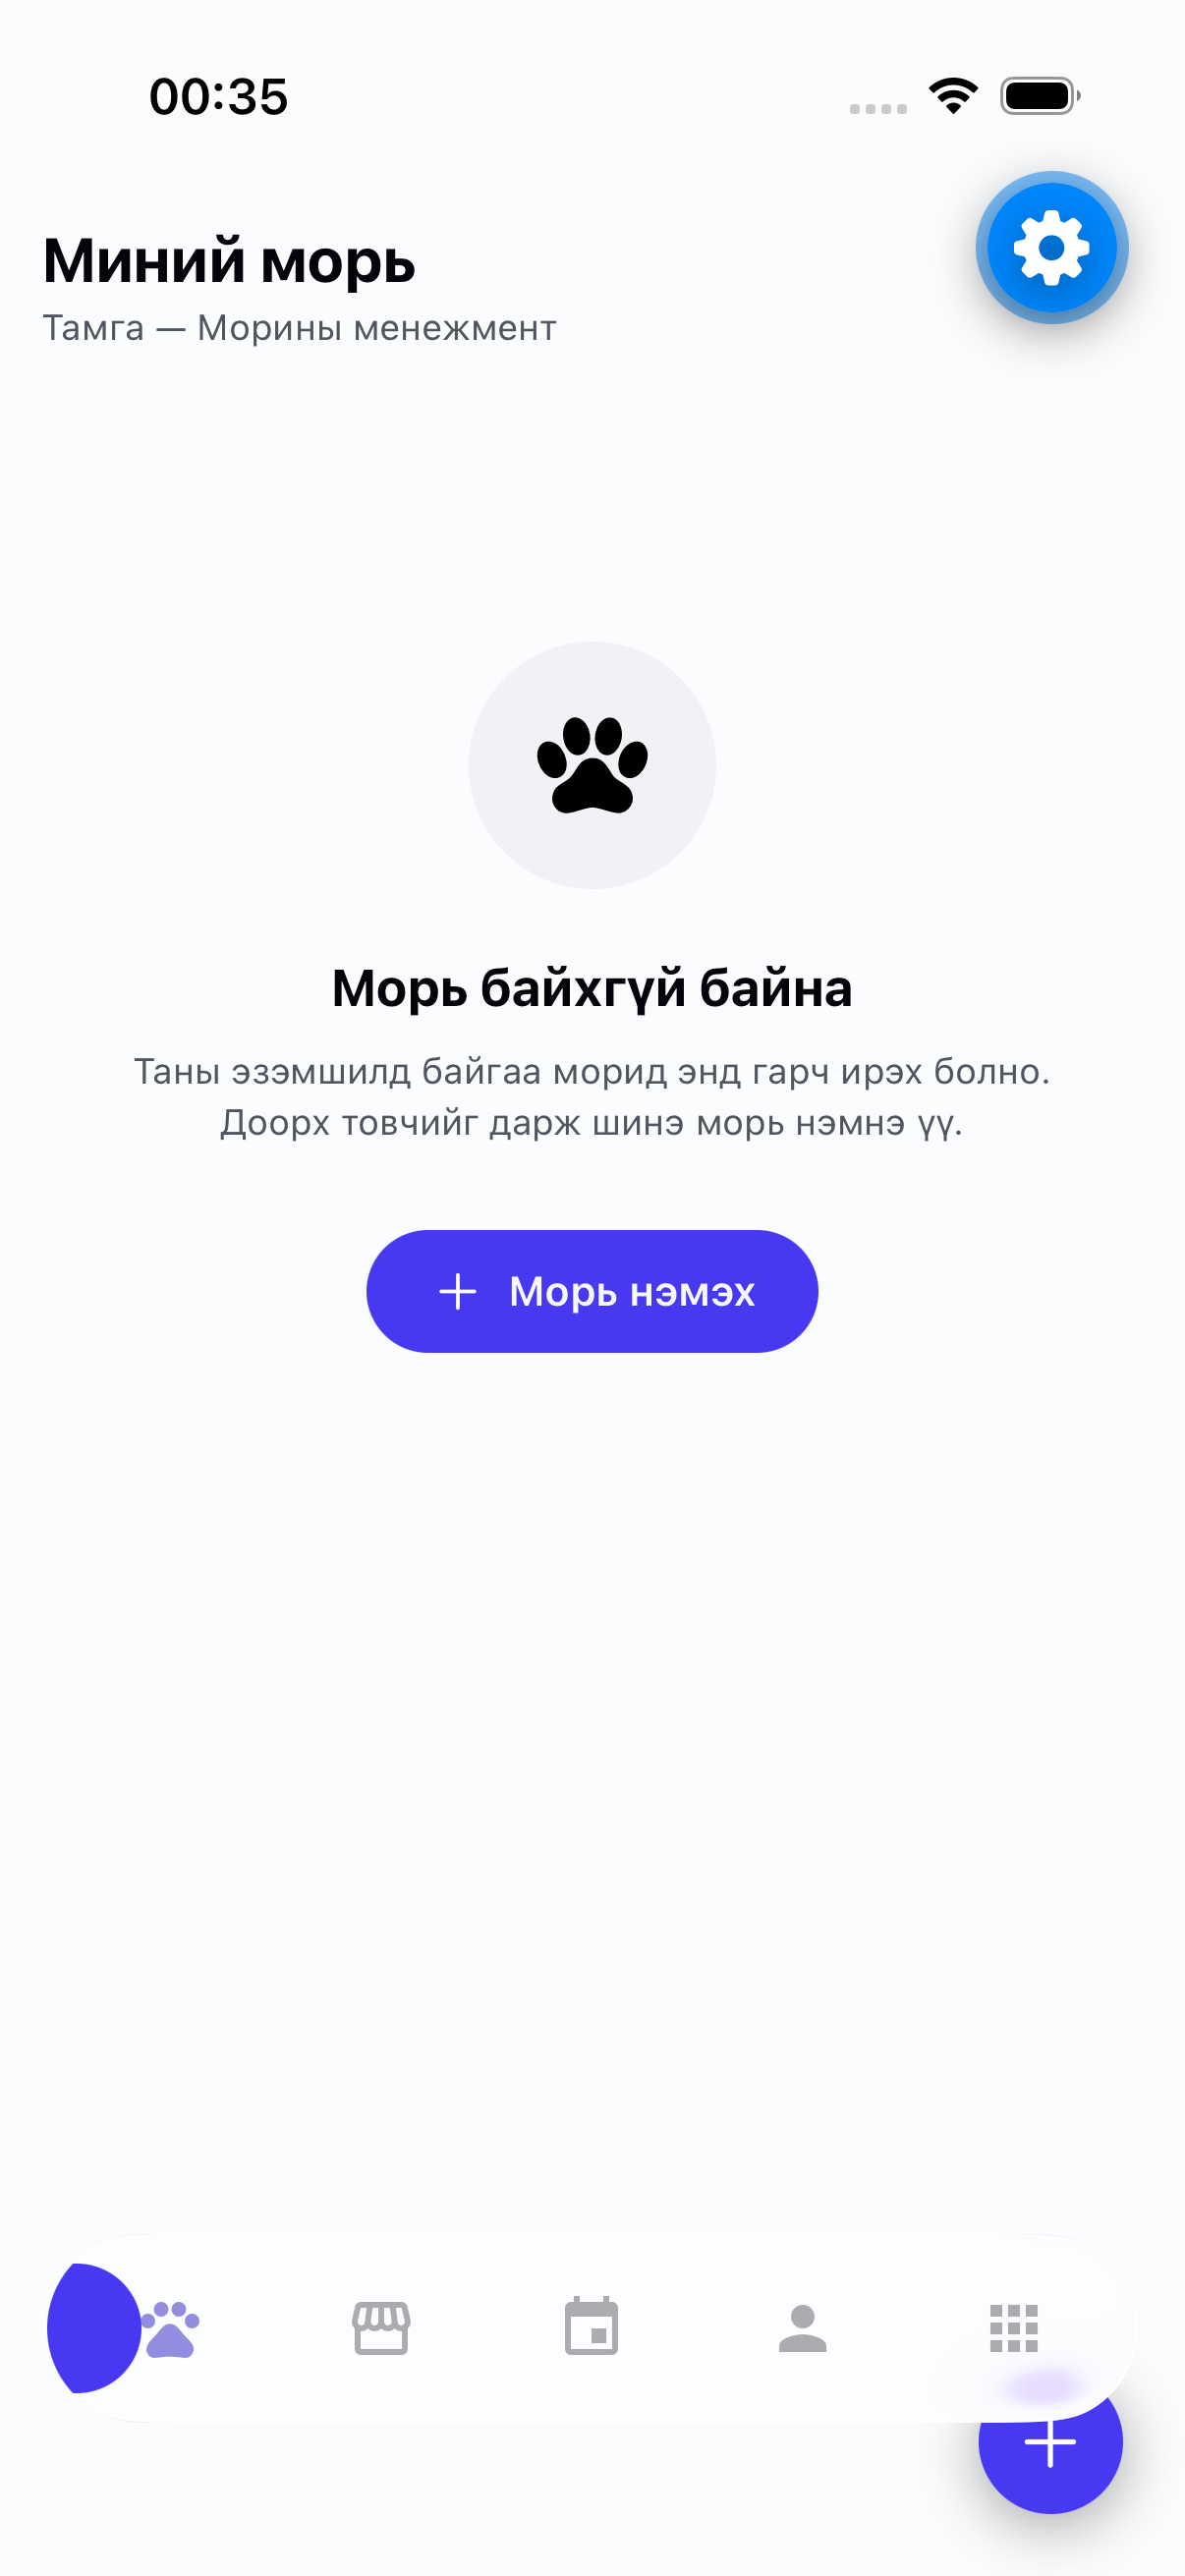 00:35
Миний морь
Тамга — Морины менежмент
Морь байхгүй байна
Таны эзэмшилд байгаа морид энд гарч ирэх болно.
Доорх товчийг дарж шинэ морь нэмнэ үү.
Морь нэмэх